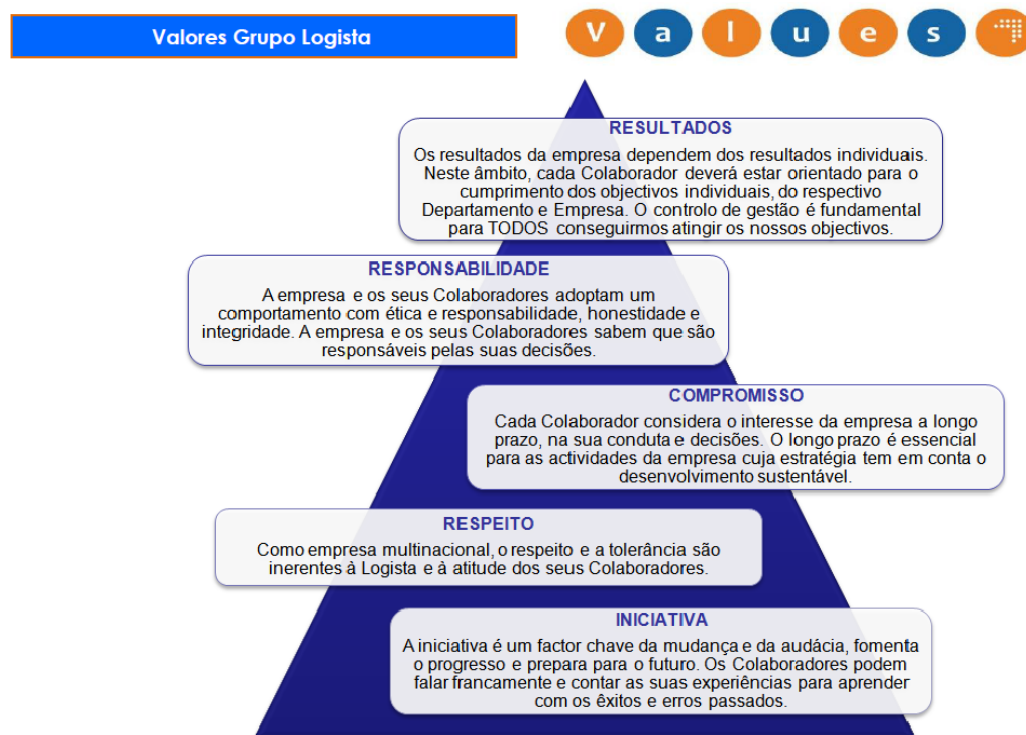 Valores Grupo Logista
Values
RESULTADOS
Os resultados da empresa dependem dos resultados individuais.
Neste âmbito, cada Colaborador deverá estar orientado para o
cumprimento dos objectivos individuais, do respectivo
Departamento e Empresa. O controlo de gestão é fundamental
para TODOS conseguirmos atingir os nossos objectivos.
RESPONSABILIDADE
A empresa e os seus Colaboradores adoptam um
comportamento com ética e responsabilidade, honestidade e
integridade. A empresa e os seus Colaboradores sabem que são
responsáveis pelas suas decisões.
COMPROMISSO
Cada Colaborador considera o interesse da empresa a longo
prazo, na sua conduta e decisões. O longo prazo é essencial
para as actividades da empresa cuja estratégia tem em conta o
desenvolvimento sustentável.
RESPEITO
Como empresa multinacional, o respeito e a tolerância são
inerentes à Logista e à atitude dos seus Colaboradores.
INICIATIVA
A iniciativa é um factor chave da mudança e da audácia, fomenta
o progresso e prepara para o futuro. Os Colaboradores podem
falar francamente e contar as suas experiências para aprender
com os êxitos e erros passados.